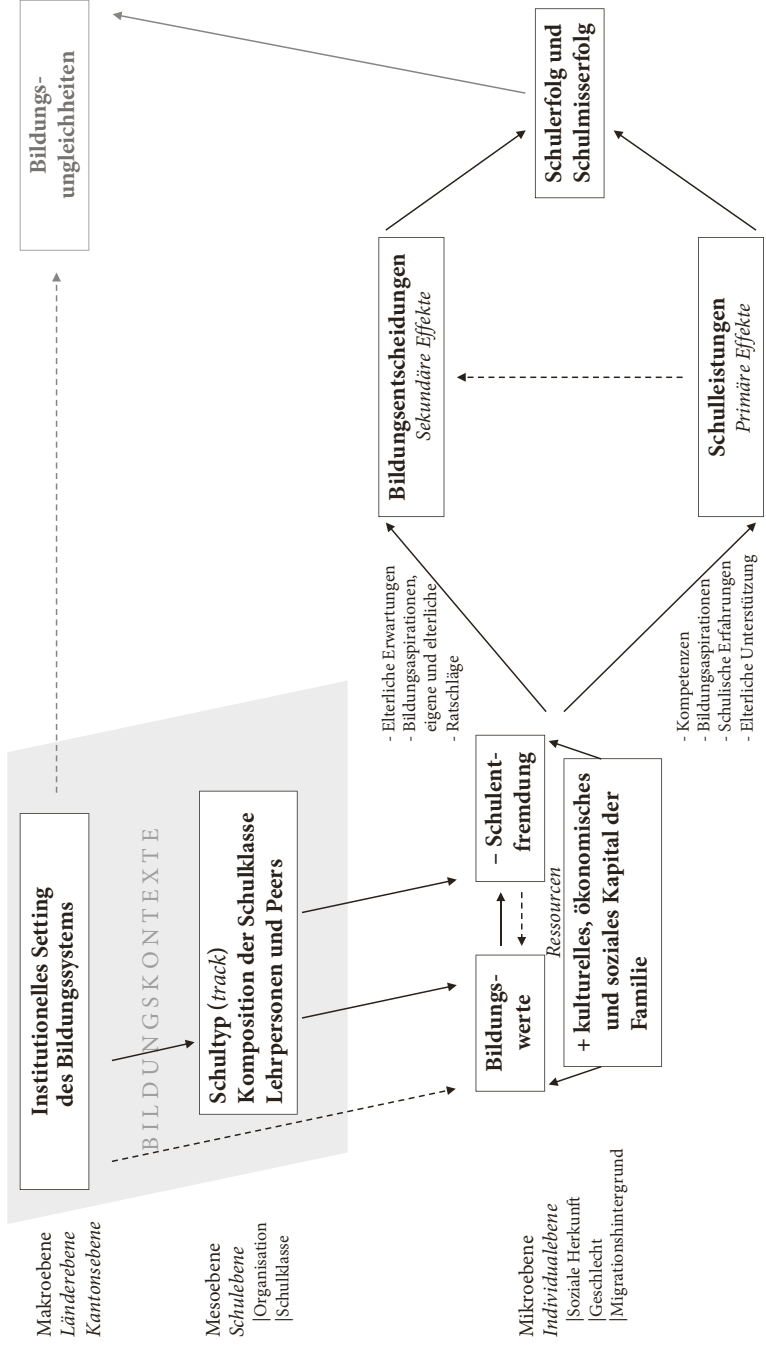 Makroebene
Länderebene
Kantonsebene
Institutionelles Setting
des Bildungssystems
Bildungs-
ungleichheiten
BILDUNGSKONTEXTE
Mesoebene
Schulebene
|Organisation
|Schulklasse
Schultyp (track)
Komposition der Schulklasse
Lehrpersonen und Peers
- Elterliche Erwartungen
- Bildungsaspirationen,
eigene und elterliche
- Ratschläge
Bildungsentscheidungen
Sekundäre Effekte
Mikroebene
Individualebene
|Soziale Herkunft
|Geschlecht
|Migrationshintergrund
Bildungs-
werte
– Schulent-
fremdung
Ressourcen
+ kulturelles, ökonomisches
und soziales Kapital der
Familie
Schulerfolg und
Schulmisserfolg
- Kompetenzen
- Bildungsaspirationen
- Schulische Erfahrungen
- Elterliche Unterstützung
Schulleistungen
Primäre Effekte